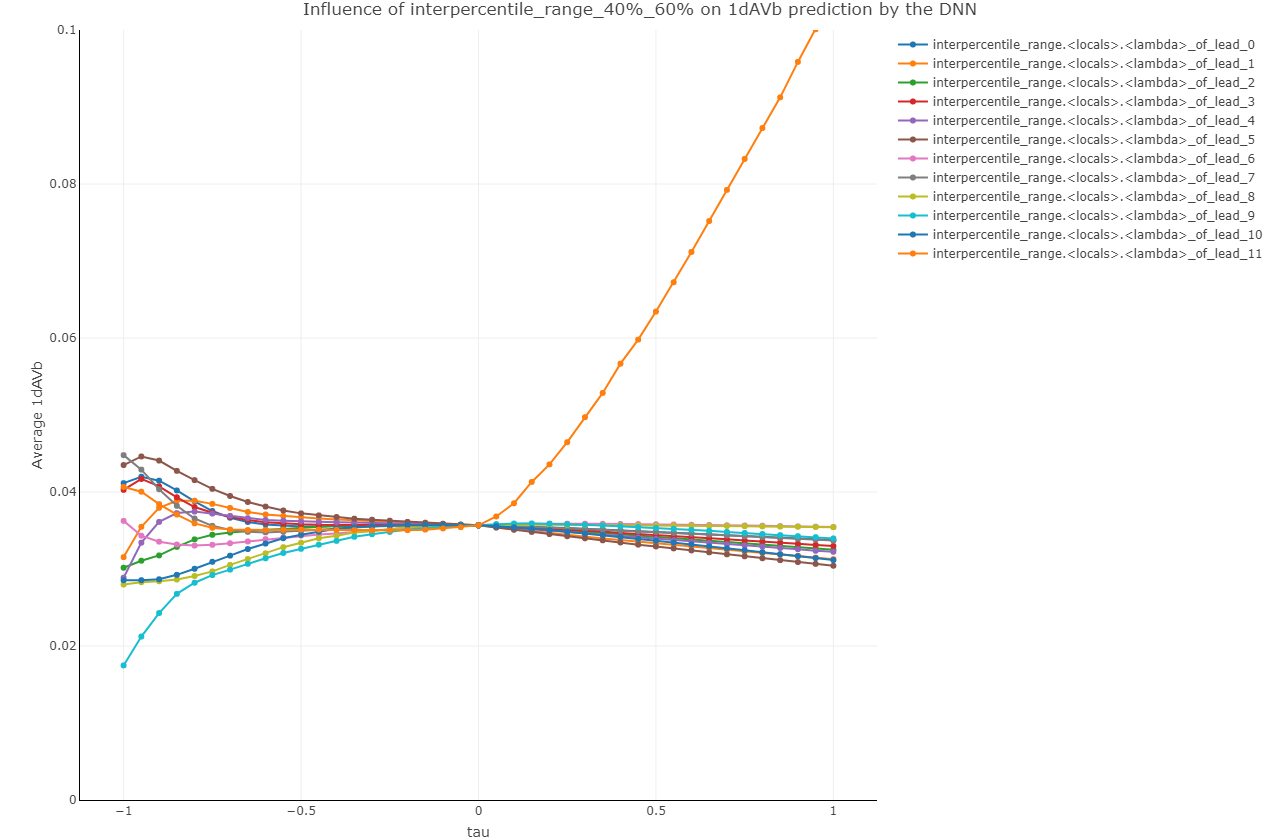 Influence of interpercentile_range_40%_60% on 1dAVb prediction by the DNN
0.1
0.08
0.06
0.04
0.02
0
Average 1dAVb
−1
−0.5
0
0.5
1
tau
interpercentile_range.<locals>.<lambda>_of_lead_0
interpercentile_range.<locals>.<lambda>_of_lead_1
interpercentile_range.<locals>.<lambda>_of_lead_2
interpercentile_range.<locals>.<lambda>_of_lead_3
interpercentile_range.<locals>.<lambda>_of_lead_4
interpercentile_range.<locals>.<lambda>_of_lead_5
interpercentile_range.<locals>.<lambda>_of_lead_6
interpercentile_range.<locals>.<lambda>_of_lead_7
interpercentile_range.<locals>.<lambda>_of_lead_8
interpercentile_range.<locals>.<lambda>_of_lead_9
interpercentile_range.<locals>.<lambda>_of_lead_10
interpercentile_range.<locals>.<lambda>_of_lead_11